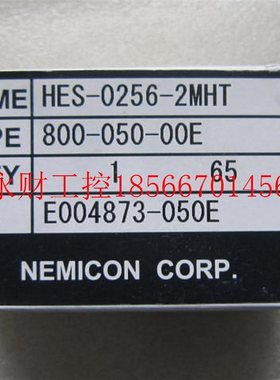 ME HES-0256-2MHT
PE 800-050-00E
Y 1 65
永财工控18566701456
E004873-050E
NEMICON CORP.